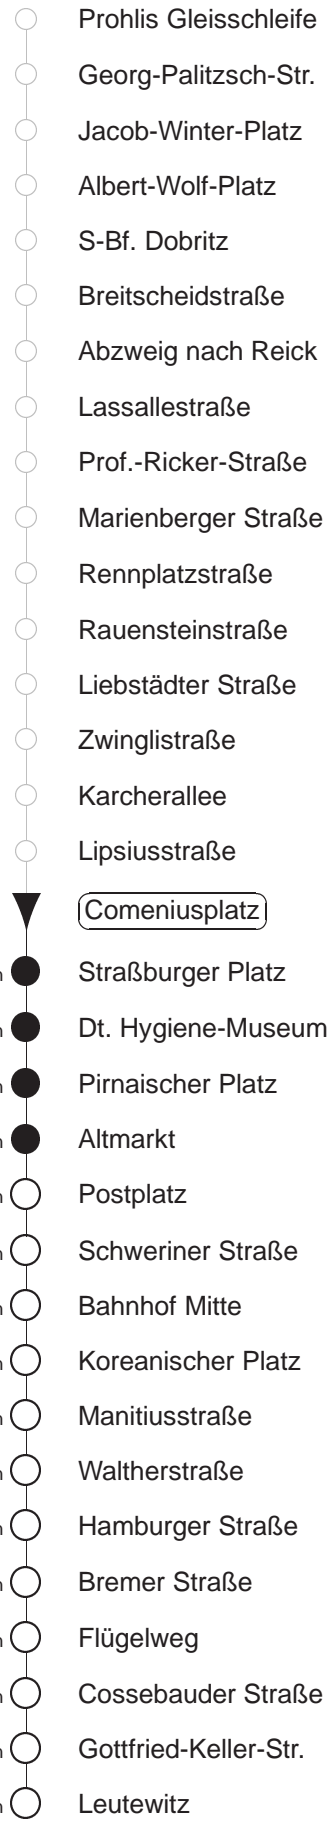 Prohlis Gleisschleife
Georg-Palitzsch-Str.
Jacob-Winter-Platz
Albert-Wolf-Platz
S-Bf. Dobritz
Breitscheidstraße
Abzweig nach Reick
Lassallestraße
Prof.-Ricker-Straße
Marienberger Straße
Rennplatzstraße
Rauensteinstraße
Liebstädter Straße
Zwinglistraße
Karcherallee
Lipsiusstraße
Comeniusplatz
n Straßburger Platz
n Dt. Hygiene-Museum
n Pirnaischer Platz
n Altmarkt
n Postplatz
n Schweriner Straße
n Bahnhof Mitte
n Koreanischer Platz
n Manitiusstraße
n Waltherstraße
n Hamburger Straße
n Bremer Straße
n Flügelweg
n Cossebauder Straße
n Gottfried-Keller-Str.
n Leutewitz